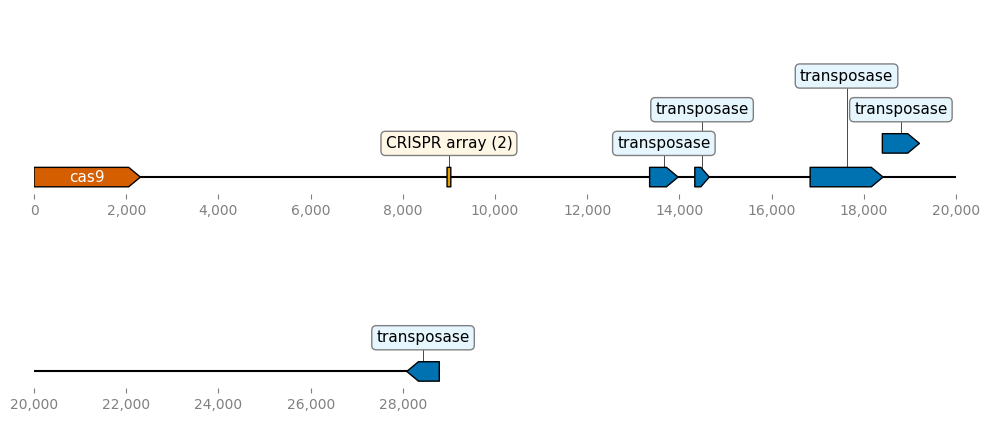 transposase
transposase transposase
CRISPR array (2) transposase
cas9
0 2,000 4,000 6,000 8,000 10,000 12,000 14,000 16,000 18,000 20,000
transposase
20,000 22,000 24,000 26,000 28,000